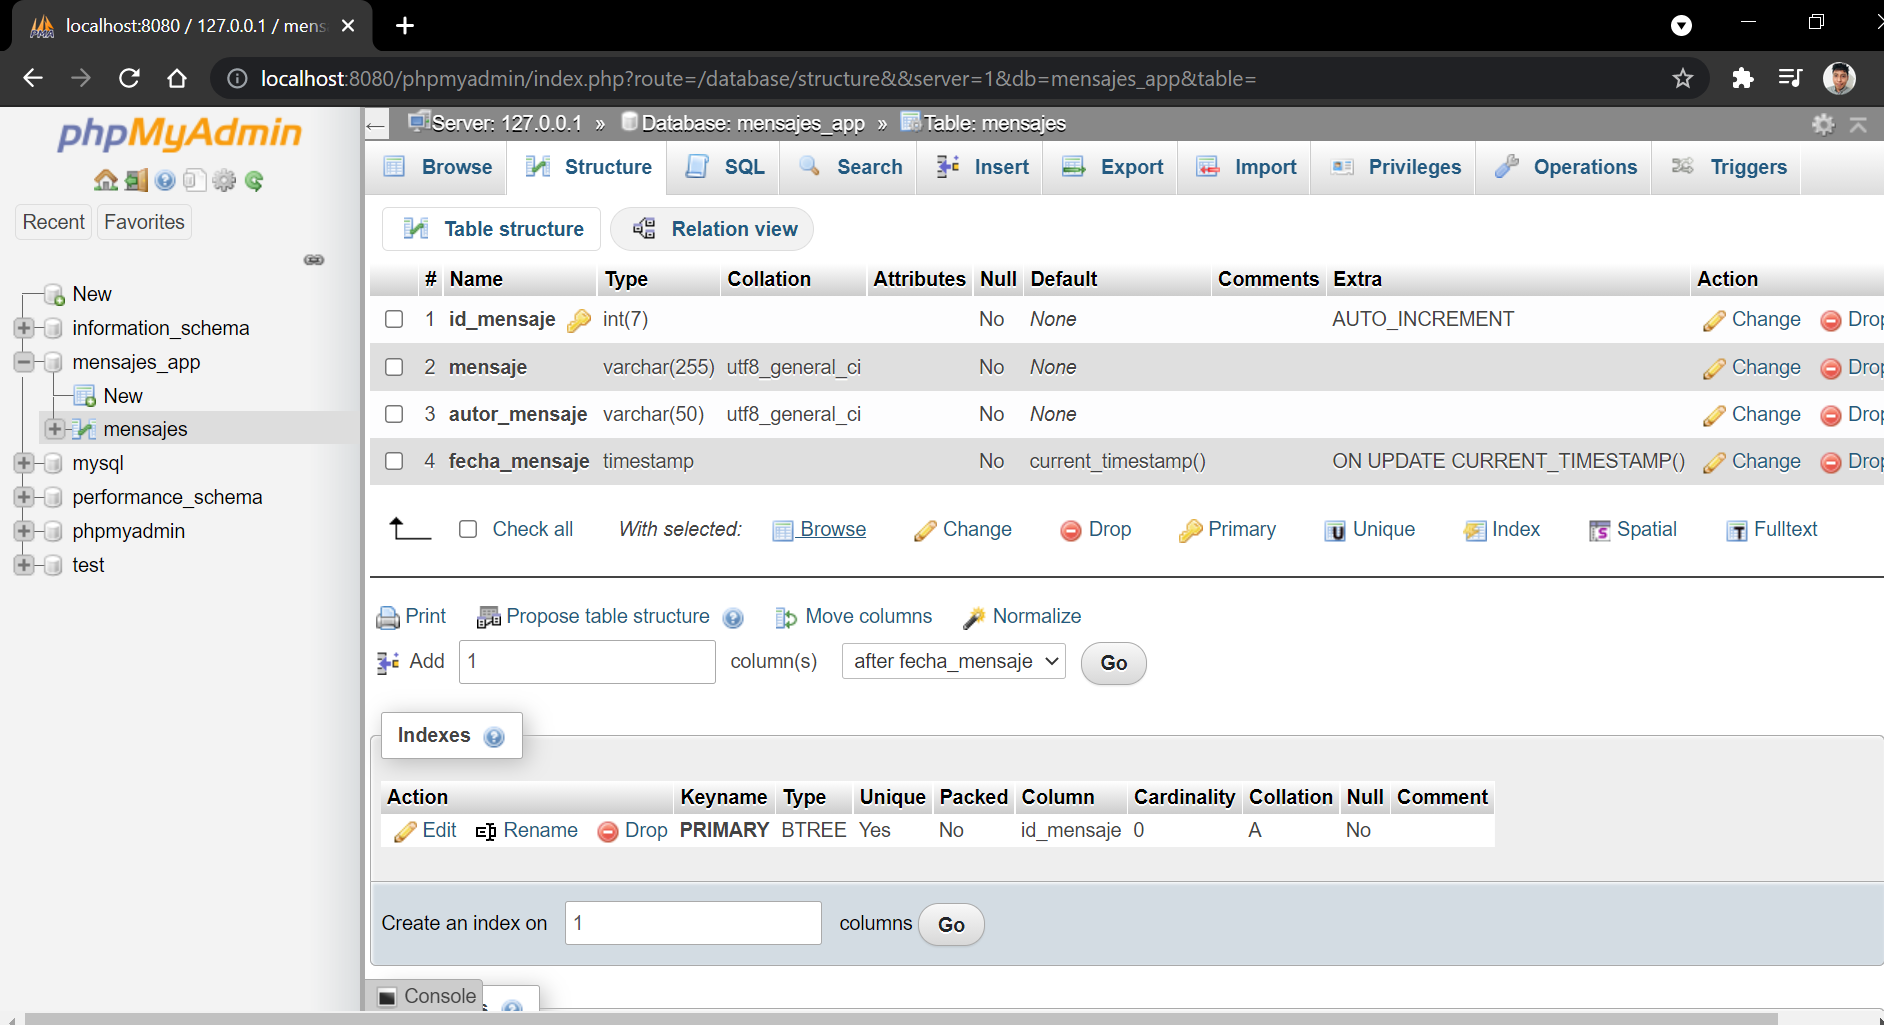 localhost:8080 / 127.0.0.1 / mens
localhost:8080/phpmyadmin/index.php?route=/database/structure&&server=1&db=mensajes_app&table=
phpMyAdmin
Recent Favorites
New
information_schema
mensajes_app
New
mensajes
mysql
performance_schema
phpmyadmin
test
Server: 127.0.0.1 » Database: mensajes_app » Table: mensajes
Browse Structure SQL Search Insert Export Import Privileges Operations Triggers
Table structure Relation view
# Name Type Collation Attributes Null Default Comments Extra Action
1 id_mensaje int(7) No None AUTO_INCREMENT Change Drop
2 mensaje varchar(255) utf8_general_ci No None Change Drop
3 autor_mensaje varchar(50) utf8_general_ci No None Change Drop
4 fecha_mensaje timestamp No current_timestamp() ON UPDATE CURRENT_TIMESTAMP() Change Drop
Check all With selected: Browse Change Drop Primary Unique Index Spatial Fulltext
Print Propose table structure Move columns Normalize
Add 1 column(s) after fecha_mensaje Go
Indexes
Action Keyname Type Unique Packed Column Cardinality Collation Null Comment
Edit Rename Drop PRIMARY BTREE Yes No id_mensaje 0 A No
Create an index on 1 columns Go
Console